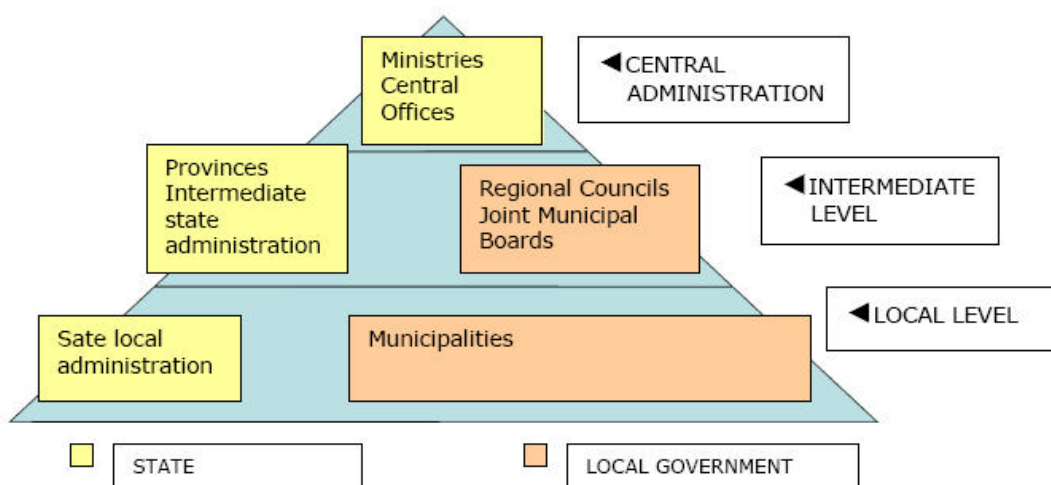 Ministries
Central
Offices
◄CENTRAL
ADMINISTRATION
Provinces
Intermediate
state
administration
Regional Councils
Joint Municipal
Boards
◄INTERMEDIATE
LEVEL
Sate local
administration
Municipalities
◄LOCAL LEVEL
STATE
LOCAL GOVERNMENT